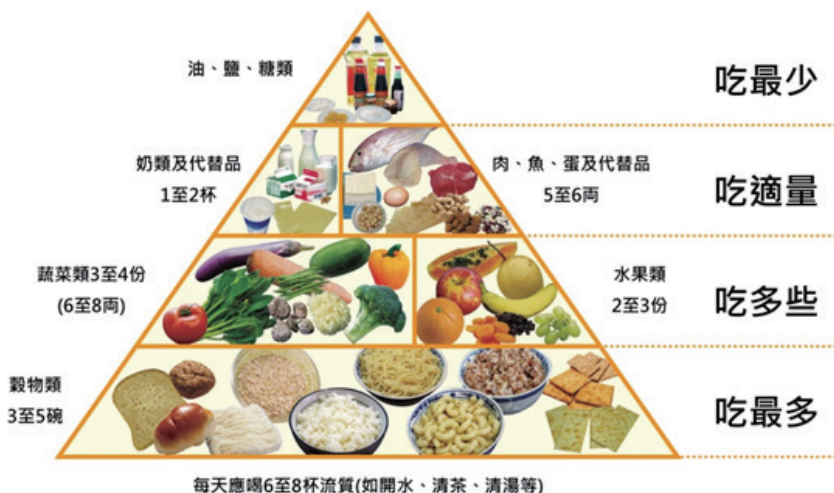 油、鹽、糖類
吃最少
奶類及代替品
1至2杯
肉、魚、蛋及代替品
5至6両
吃適量
蔬菜類3至4份
(6至8両)
水果類
2至3份
吃多些
穀物類
3至5碗
吃最多
每天應喝6至8杯流質(如開水、清茶、清湯等)